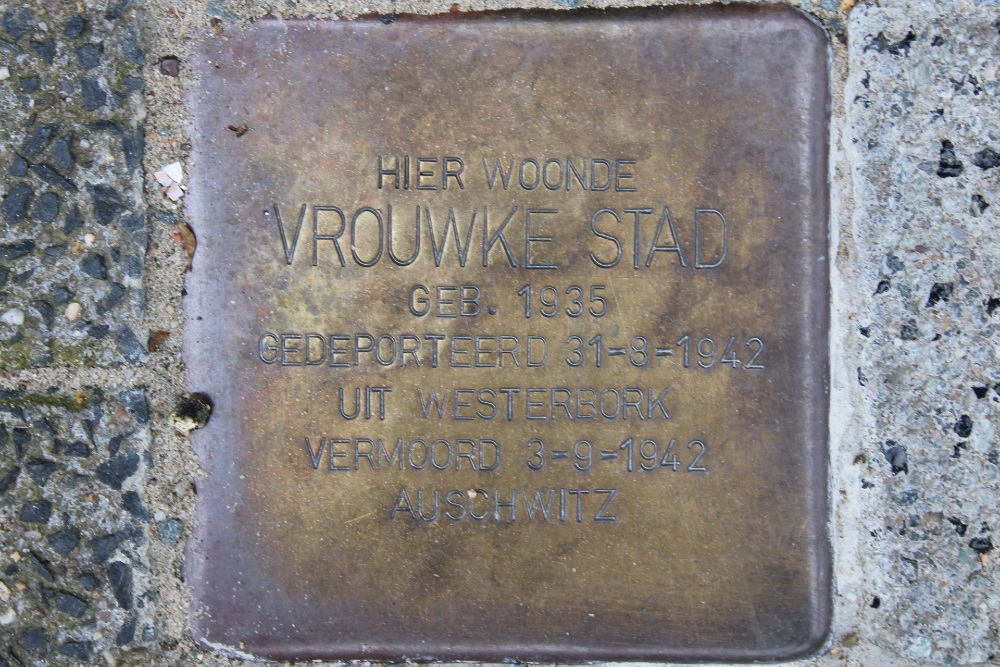 HIER WOONDE
VROUWKE STAD
GEB. 1935
GEDEPORTEERD 31-8-1942
UIT WESTERBORK
VERMOORD 3-9-1942
AUSCHWITZ